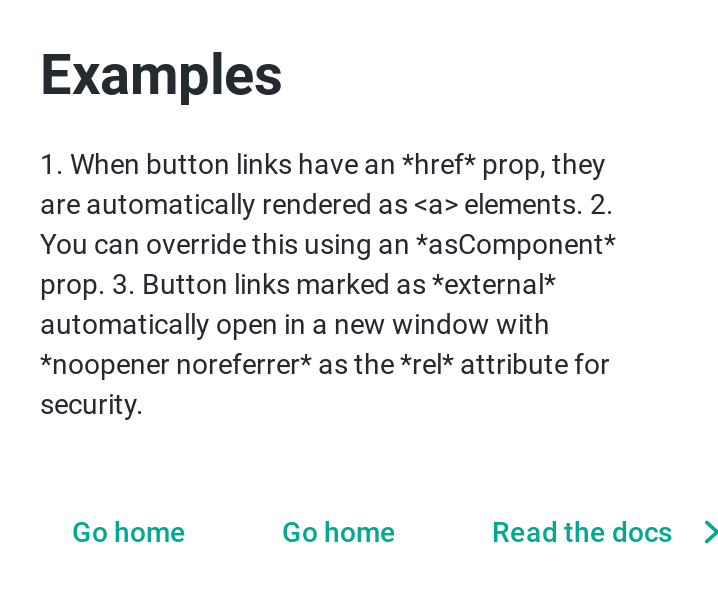 Examples
1. When button links have an *href* prop, they
are automatically rendered as <a> elements. 2.
You can override this using an *asComponent*
prop. 3. Button links marked as *external*
automatically open in a new window with
*noopener noreferrer* as the *rel* attribute for
security.
Go home Go home Read the docs